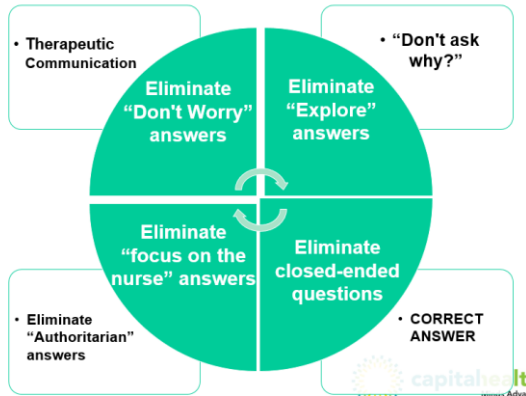 • Therapeutic
Communication
• “Don't ask
why?”
Eliminate
“Don't Worry”
answers
Eliminate
“Explore”
answers
Eliminate
“focus on the
nurse” answers
Eliminate
closed-ended
questions
• Eliminate
“Authoritarian”
answers
• CORRECT
ANSWER
capitahealt